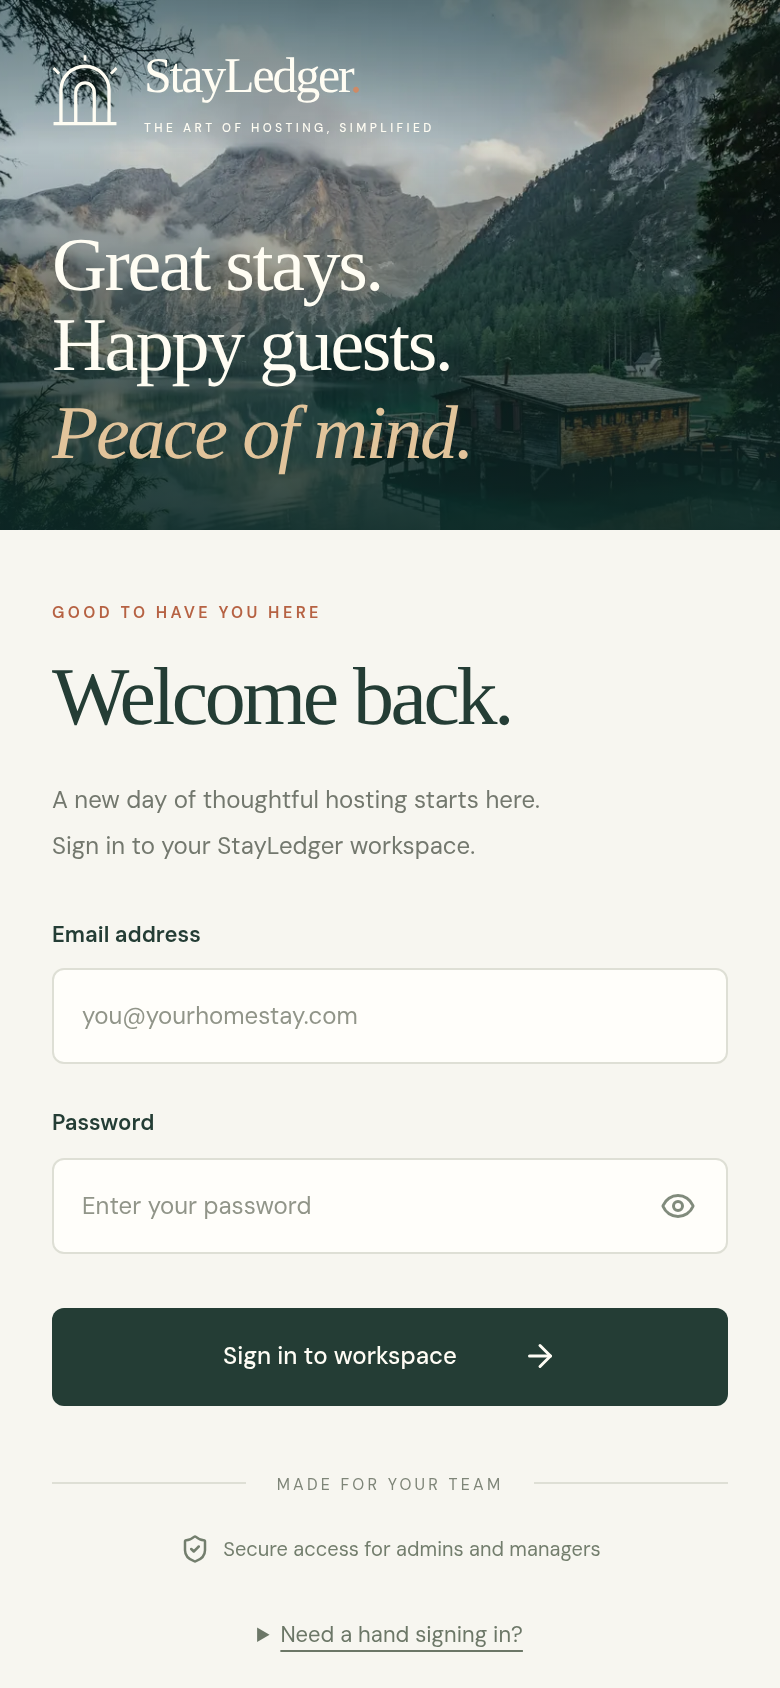 StayLedger.
THE ART OF HOSTING, SIMPLIFIED
Great stays.
Happy guests.
Peace of mind.
GOOD TO HAVE YOU HERE
Welcome back.
A new day of thoughtful hosting starts here.
Sign in to your StayLedger workspace.
Email address
you@yourhomestay.com
Password
Enter your password
Sign in to workspace
MADE FOR YOUR TEAM
Secure access for admins and managers
Need a hand signing in?